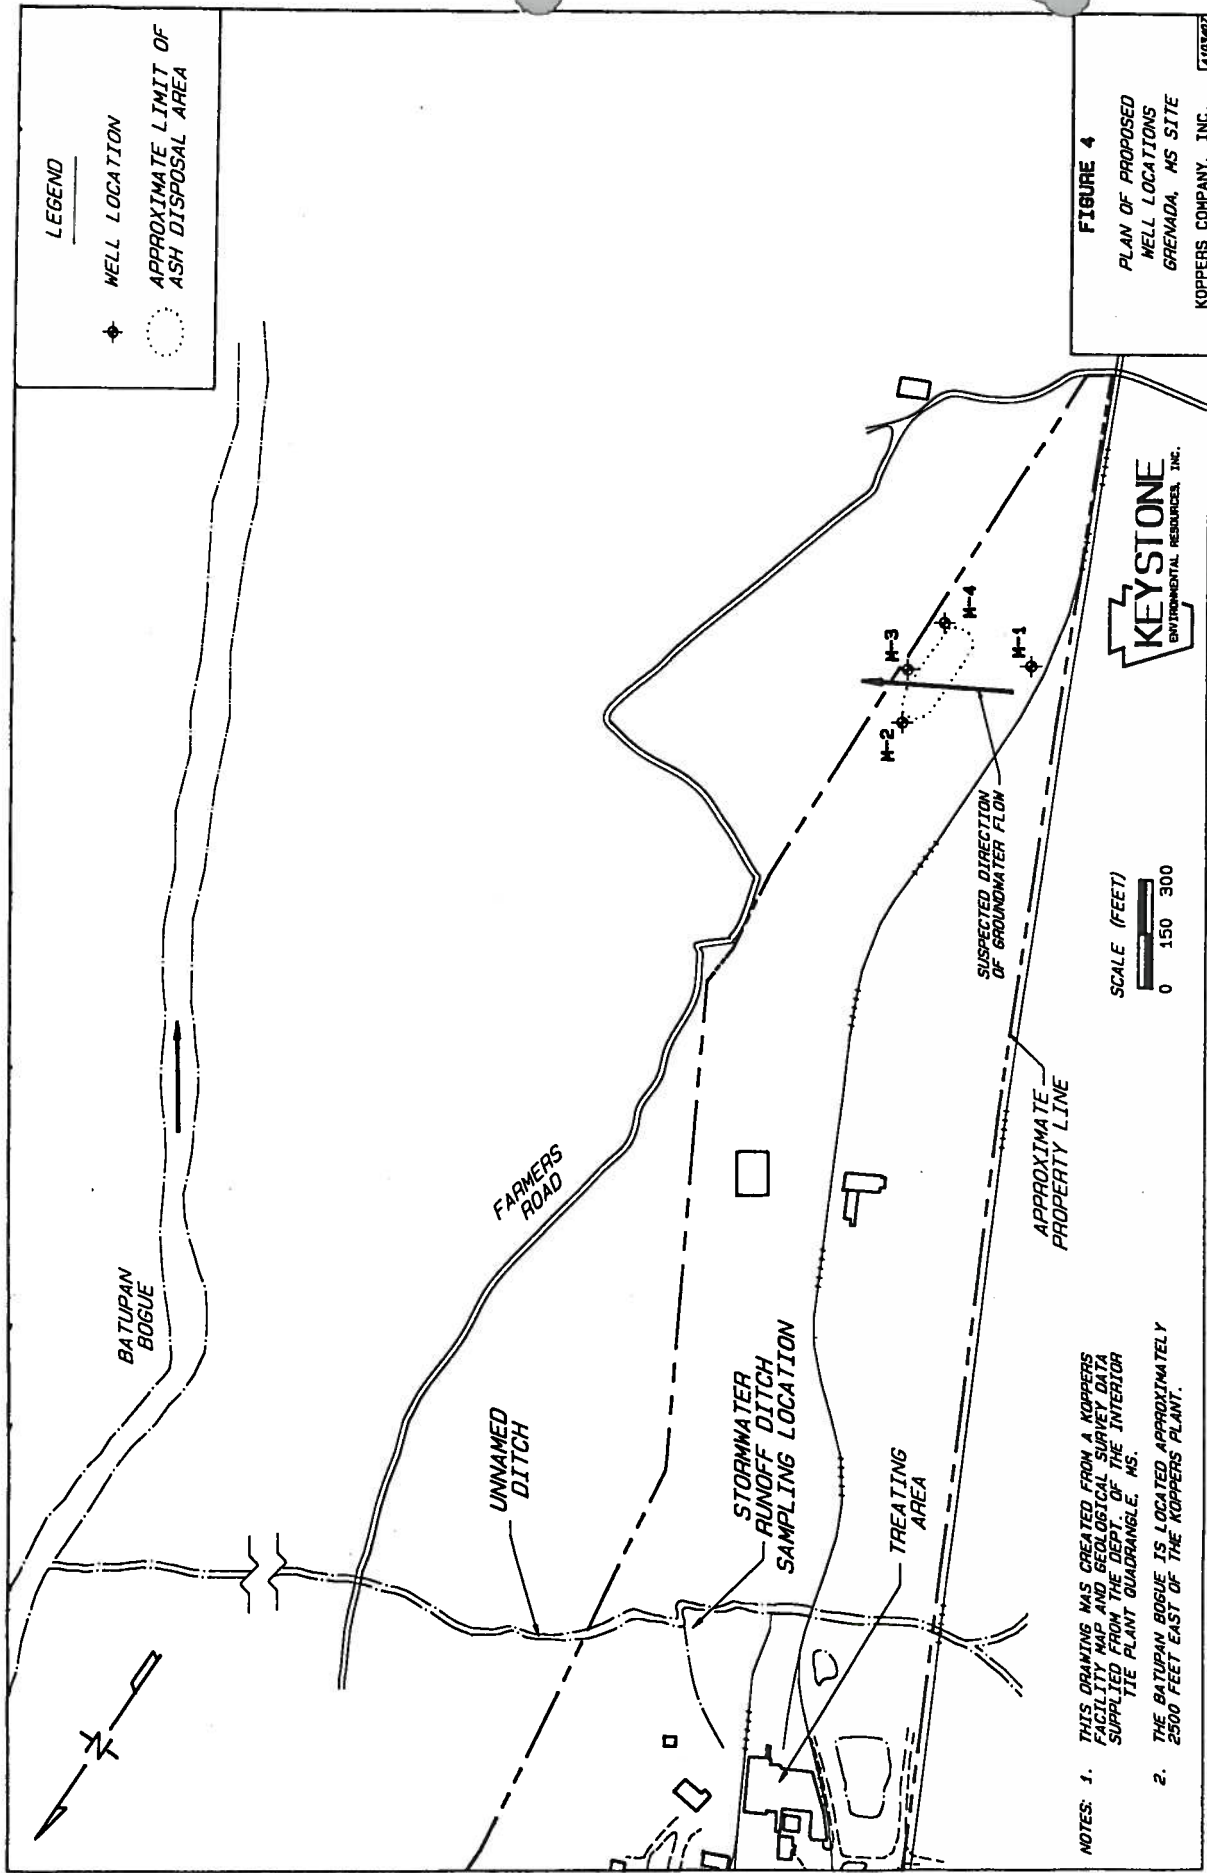 LEGEND
WELL LOCATION
APPROXIMATE LIMIT OF
ASH DISPOSAL AREA
BATUPAN
BOGUE
FARMERS
ROAD
UNNAMED
DITCH
STORMWATER
RUNOFF DITCH
SAMPLING LOCATION
TREATING
AREA
N
M-2
M-3
M-4
M-1
SUSPECTED DIRECTION
OF GROUNDWATER FLOW
APPROXIMATE
PROPERTY LINE
SCALE (FEET)
0 150 300
KEYSTONE
ENVIRONMENTAL RESOURCES, INC.
NOTES: 1. THIS DRAWING WAS CREATED FROM A KOPPERS
FACILITY MAP AND GEOLOGICAL SURVEY DATA
SUPPLIED FROM THE DEPT. OF THE INTERIOR
TIE PLANT QUADRANGLE, MS.
2. THE BATUPAN BOGUE IS LOCATED APPROXIMATELY
2500 FEET EAST OF THE KOPPERS PLANT.
FIGURE 4
PLAN OF PROPOSED
WELL LOCATIONS
GRENADA, MS SITE
KOPPERS COMPANY, INC.